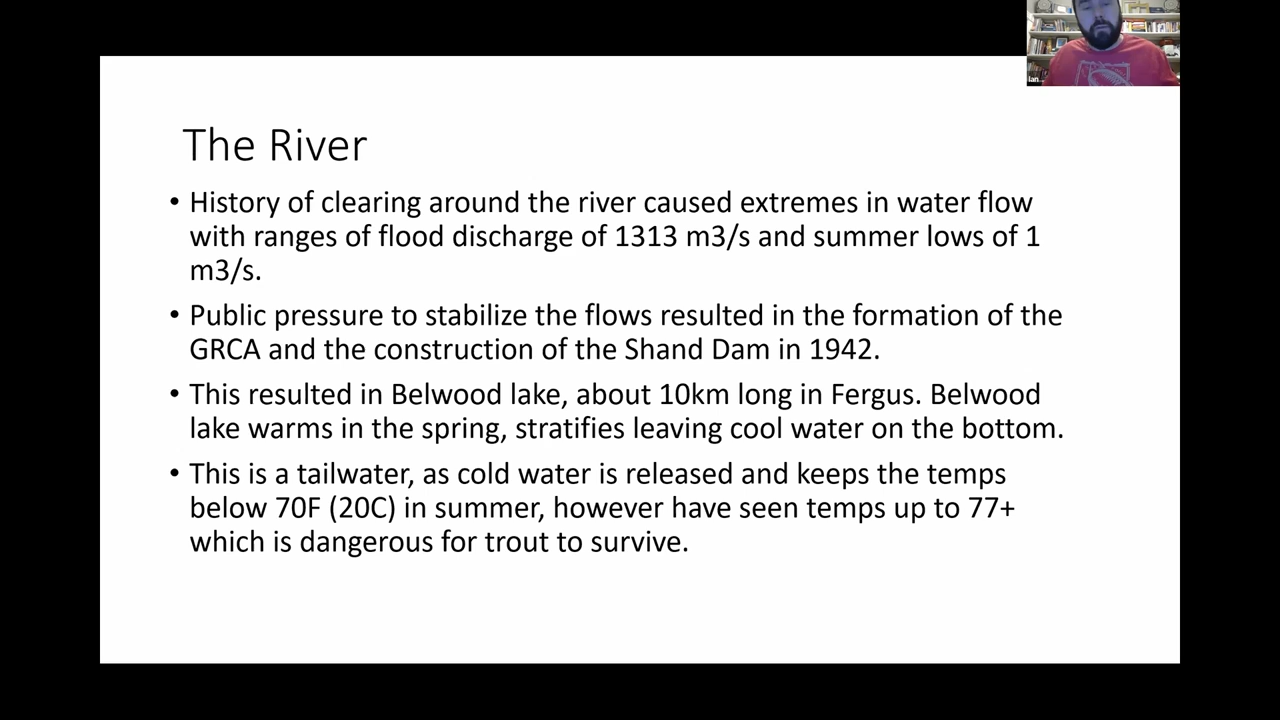 The River
• History of clearing around the river caused extremes in water flow
with ranges of flood discharge of 1313 m3/s and summer lows of 1
m3/s.
• Public pressure to stabilize the flows resulted in the formation of the
GRCA and the construction of the Shand Dam in 1942.
• This resulted in Belwood lake, about 10km long in Fergus. Belwood
lake warms in the spring, stratifies leaving cool water on the bottom.
• This is a tailwater, as cold water is released and keeps the temps
below 70F (20C) in summer, however have seen temps up to 77+
which is dangerous for trout to survive.